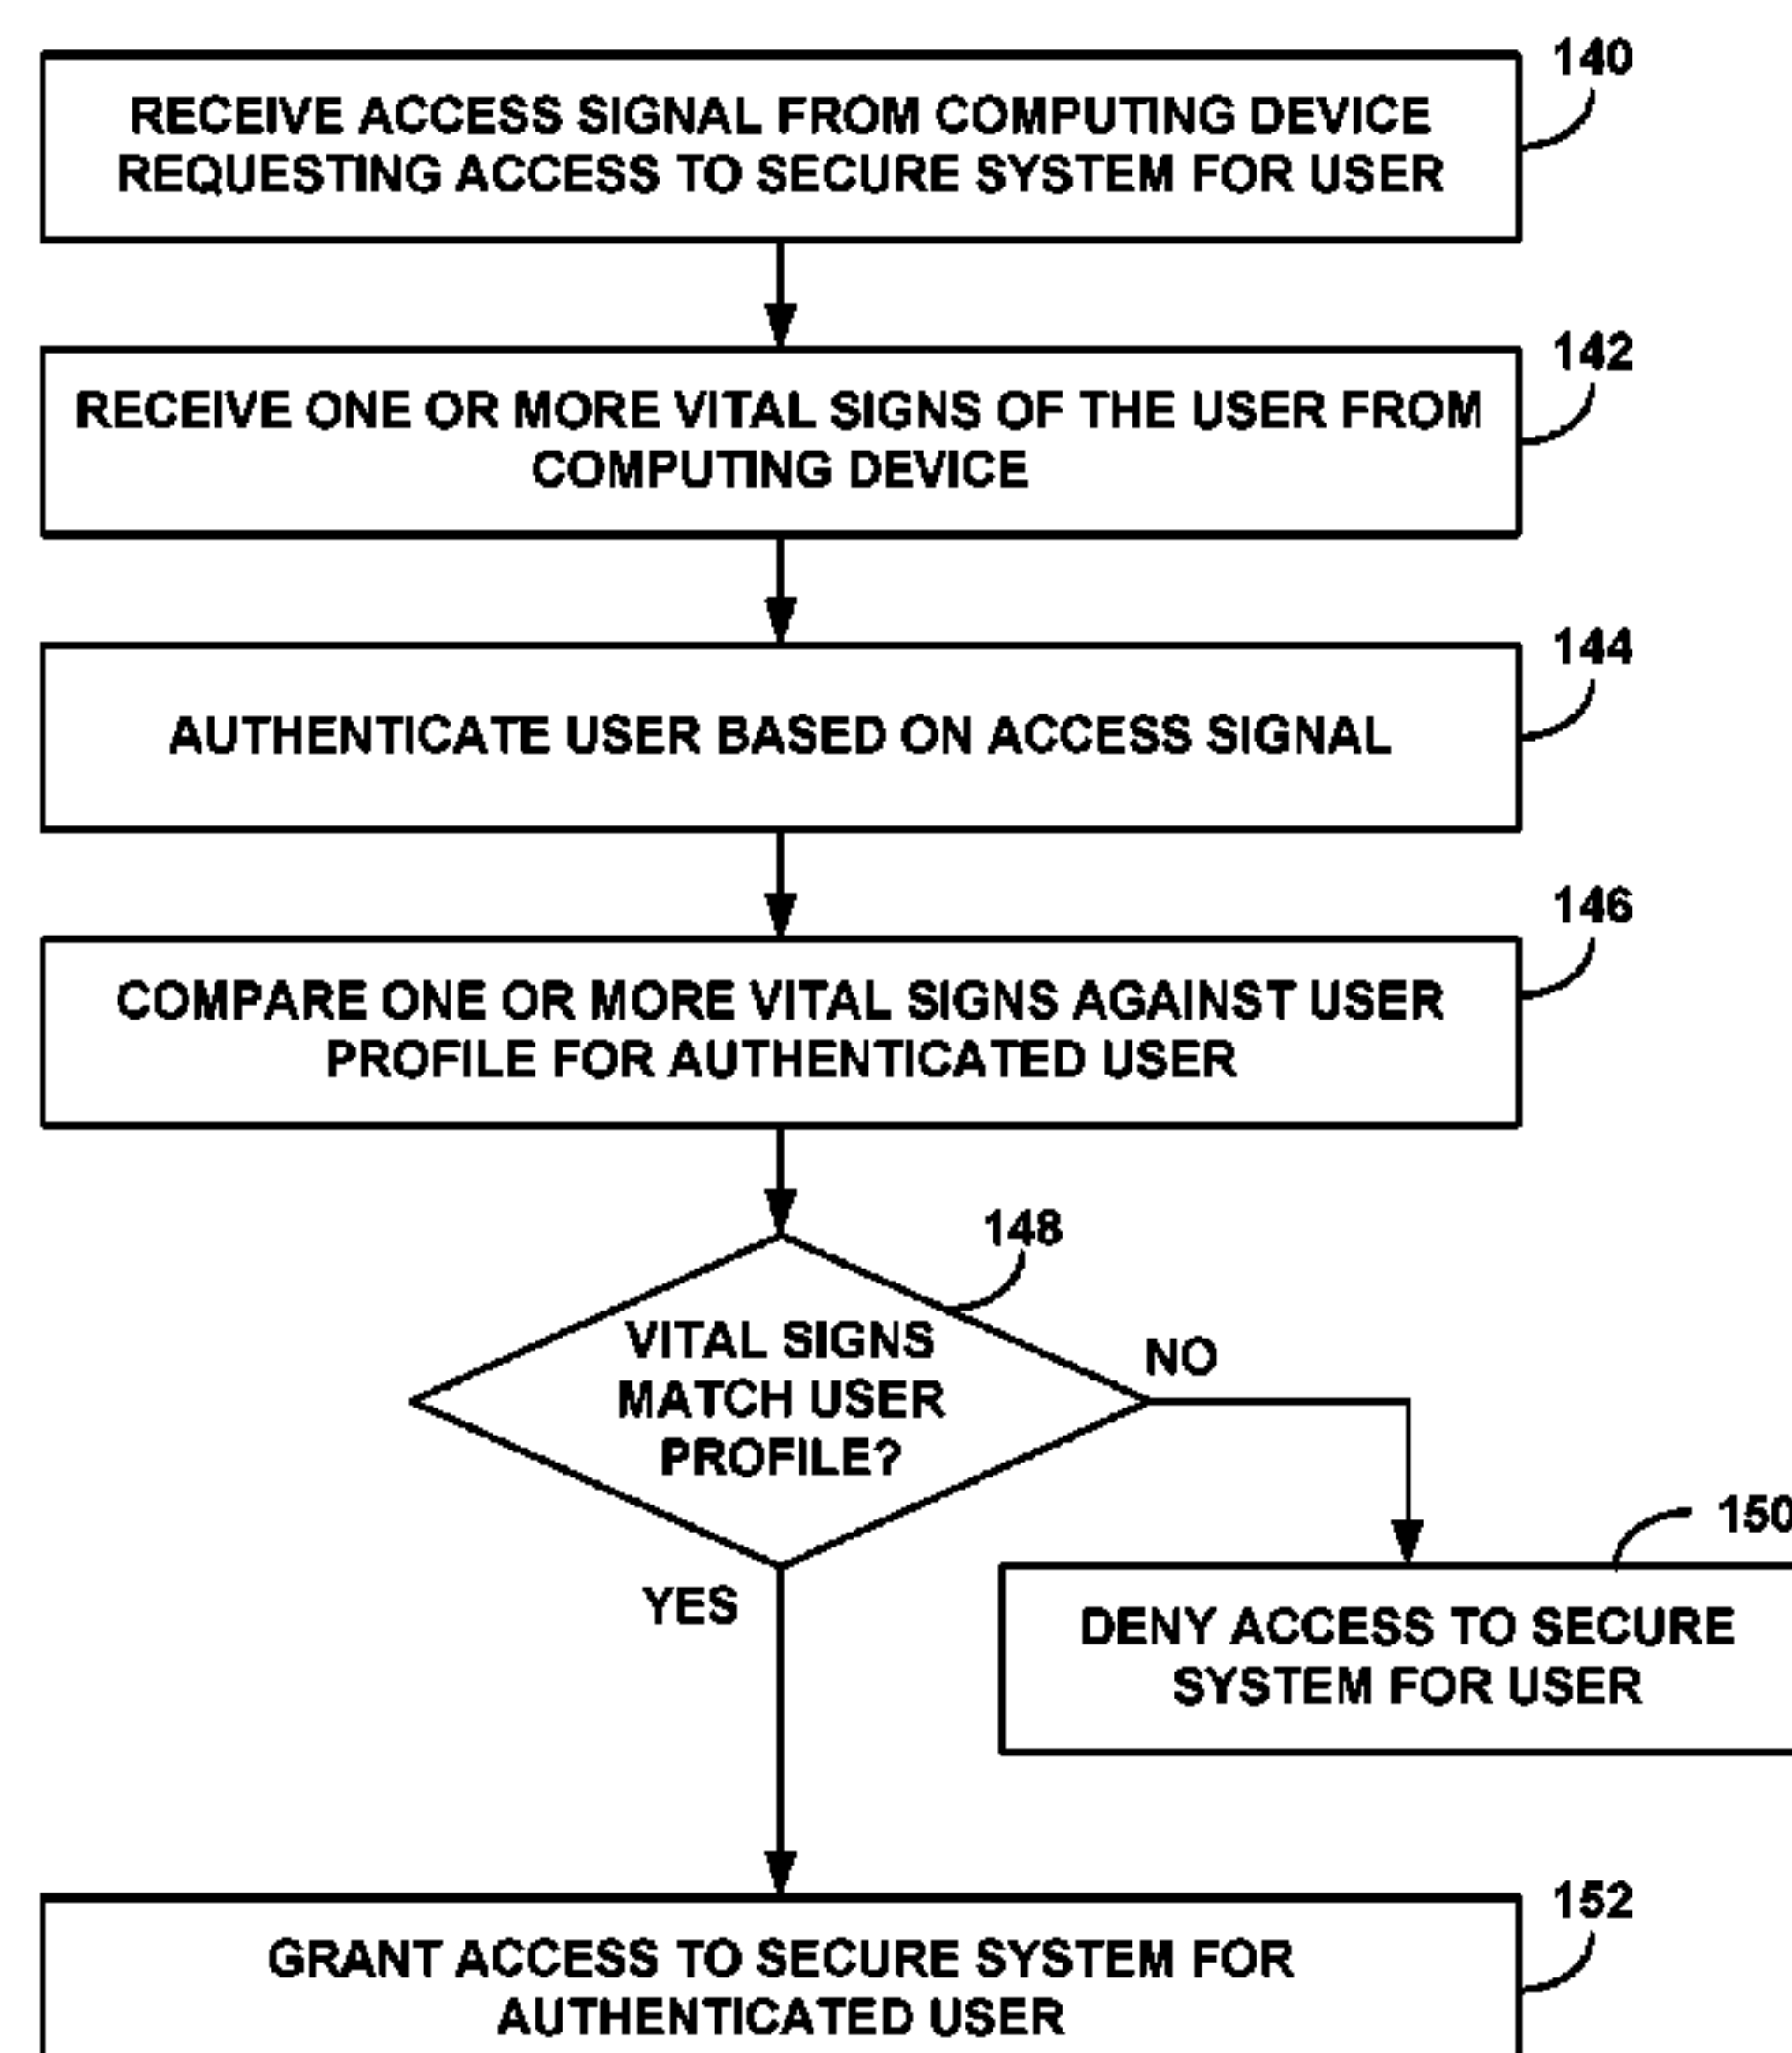 140
RECEIVE ACCESS SIGNAL FROM COMPUTING DEVICE
REQUESTING ACCESS TO SECURE SYSTEM FOR USER
142
RECEIVE ONE OR MORE VITAL SIGNS OF THE USER FROM
COMPUTING DEVICE
144
AUTHENTICATE USER BASED ON ACCESS SIGNAL
146
COMPARE ONE OR MORE VITAL SIGNS AGAINST USER
PROFILE FOR AUTHENTICATED USER
148
VITAL SIGNS
MATCH USER
PROFILE?
NO
150
YES
DENY ACCESS TO SECURE
SYSTEM FOR USER
152
GRANT ACCESS TO SECURE SYSTEM FOR
AUTHENTICATED USER